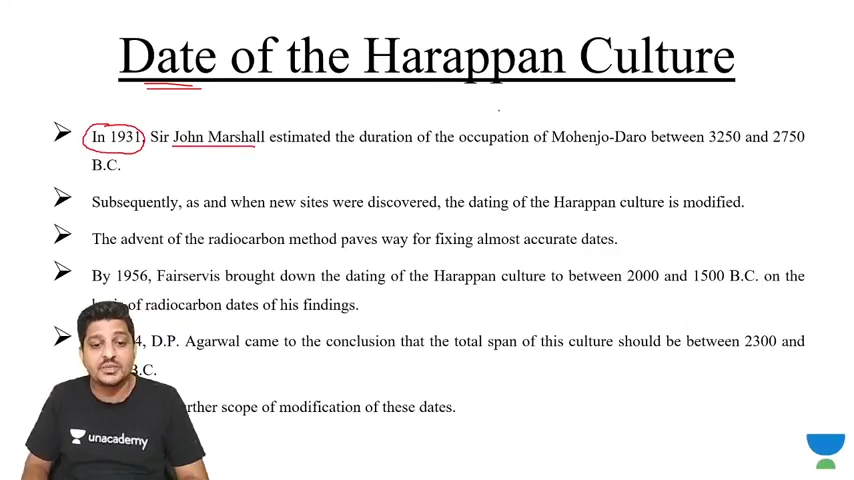 Date of the Harappan Culture
In 1931, Sir John Marshall estimated the duration of the occupation of Mohenjo-Daro between 3250 and 2750
B.C.
Subsequently, as and when new sites were discovered, the dating of the Harappan culture is modified.
The advent of the radiocarbon method paves way for fixing almost accurate dates.
By 1956, Fairservis brought down the dating of the Harappan culture to between 2000 and 1500 B.C. on the
of radiocarbon dates of his findings.
D.P. Agarwal came to the conclusion that the total span of this culture should be between 2300 and
B.C.
scope of modification of these dates.
unacademy